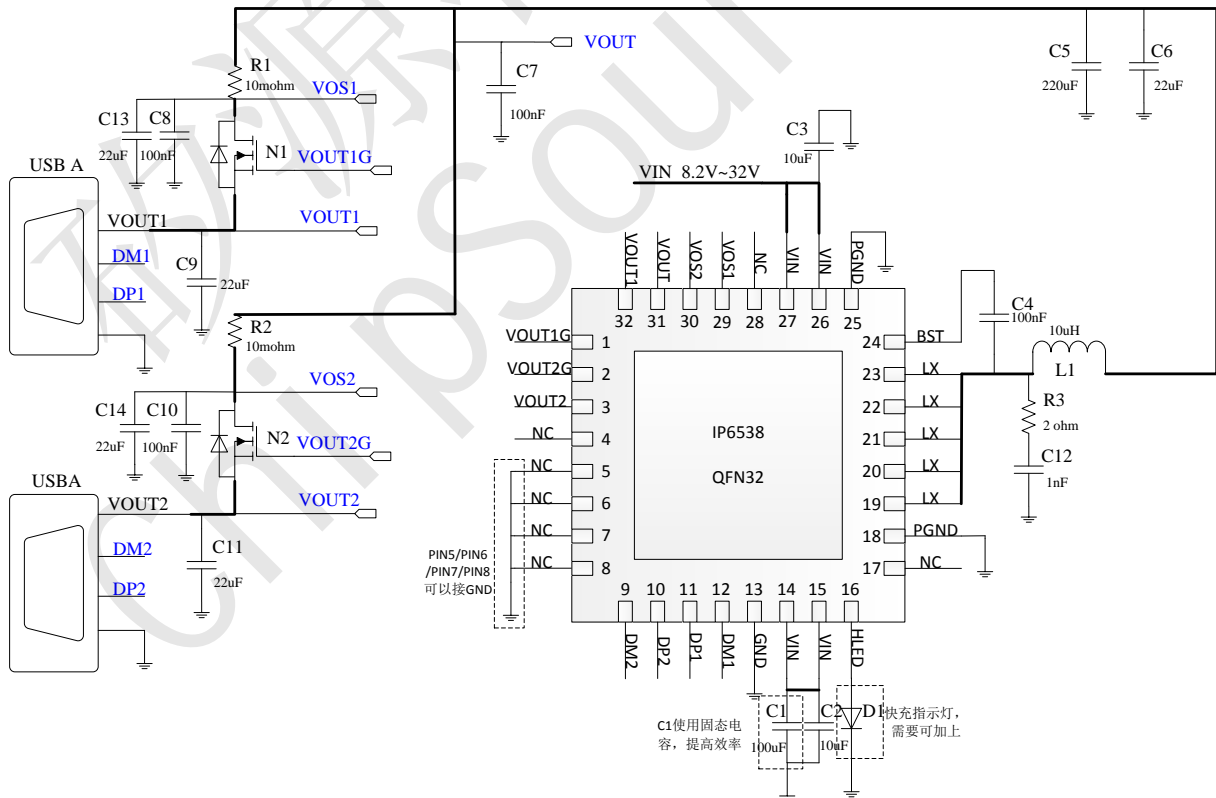 R1
10mohm
VOS1
C13
22uF
C8
100nF
N1
VOUT1G
USB A
VOUT1
VOUT1
DM1
DP1
C9
22uF
R2
10mohm
VOS2
C14
22uF
C10
100nF
N2
VOUT2G
USBA
VOUT2
VOUT2
DM2
DP2
C11
22uF
VOUT
C7
100nF
C5
220uF
C6
22uF
C3
10uF
VIN 8.2V~32V
VOUT1
VOUT
VOS2
VOS1
NC
VIN
VIN
PGND
32
31
30
29
28
27
26
25
VOUT1G
1
VOUT2G
2
VOUT2
3
NC
4
NC
5
NC
6
NC
7
NC
8
PIN5/PIN6
/PIN7/PIN8
可以接GND
IP6538
QFN32
24
BST
23
LX
22
LX
21
LX
20
LX
19
LX
18
PGND
17
NC
C4
100nF
10uH
L1
R3
2 ohm
C12
1nF
9
10
11
12
13
14
15
16
DM2
DP2
DP1
DM1
GND
VIN
VIN
HLED
C1使用固态电
容，提高效率
C1
100uF
C2
10uF
D1
快充指示灯，
需要可加上